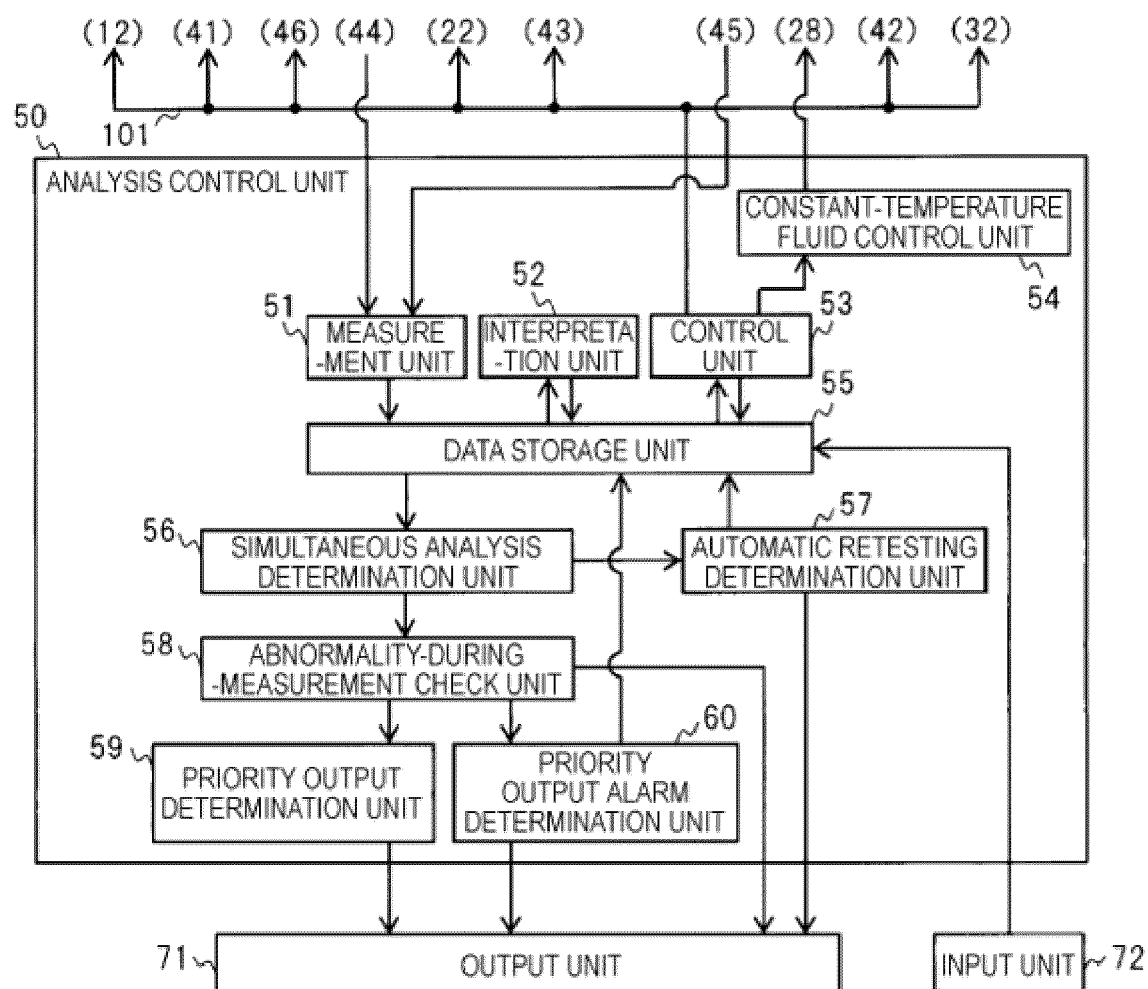 (12) (41) (46) (44) (22) (43) (45) (28) (42) (32)
101
50
ANALYSIS CONTROL UNIT
CONSTANT-TEMPERATURE
FLUID CONTROL UNIT
54
51
MEASURE
-MENT UNIT
52
INTERPRETA
-TION UNIT
53
CONTROL
UNIT
55
DATA STORAGE UNIT
56
SIMULTANEOUS ANALYSIS
DETERMINATION UNIT
57
AUTOMATIC RETESTING
DETERMINATION UNIT
58
ABNORMALITY-DURING
-MEASUREMENT CHECK UNIT
59
PRIORITY OUTPUT
DETERMINATION UNIT
60
PRIORITY
OUTPUT ALARM
DETERMINATION UNIT
71
OUTPUT UNIT
INPUT UNIT
72